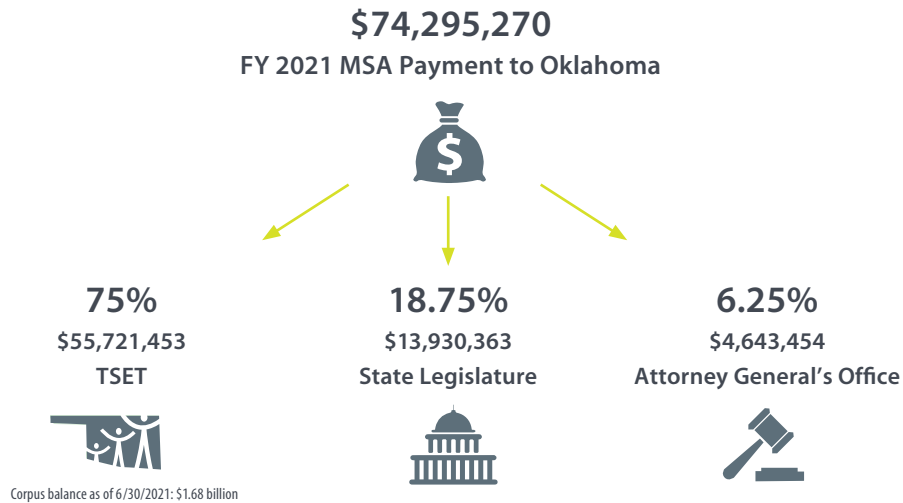 $74,295,270
FY 2021 MSA Payment to Oklahoma
$
75%
$55,721,453
TSET
18.75%
$13,930,363
State Legislature
6.25%
$4,643,454
Attorney General’s Office
Corpus balance as of 6/30/2021: $1.68 billion